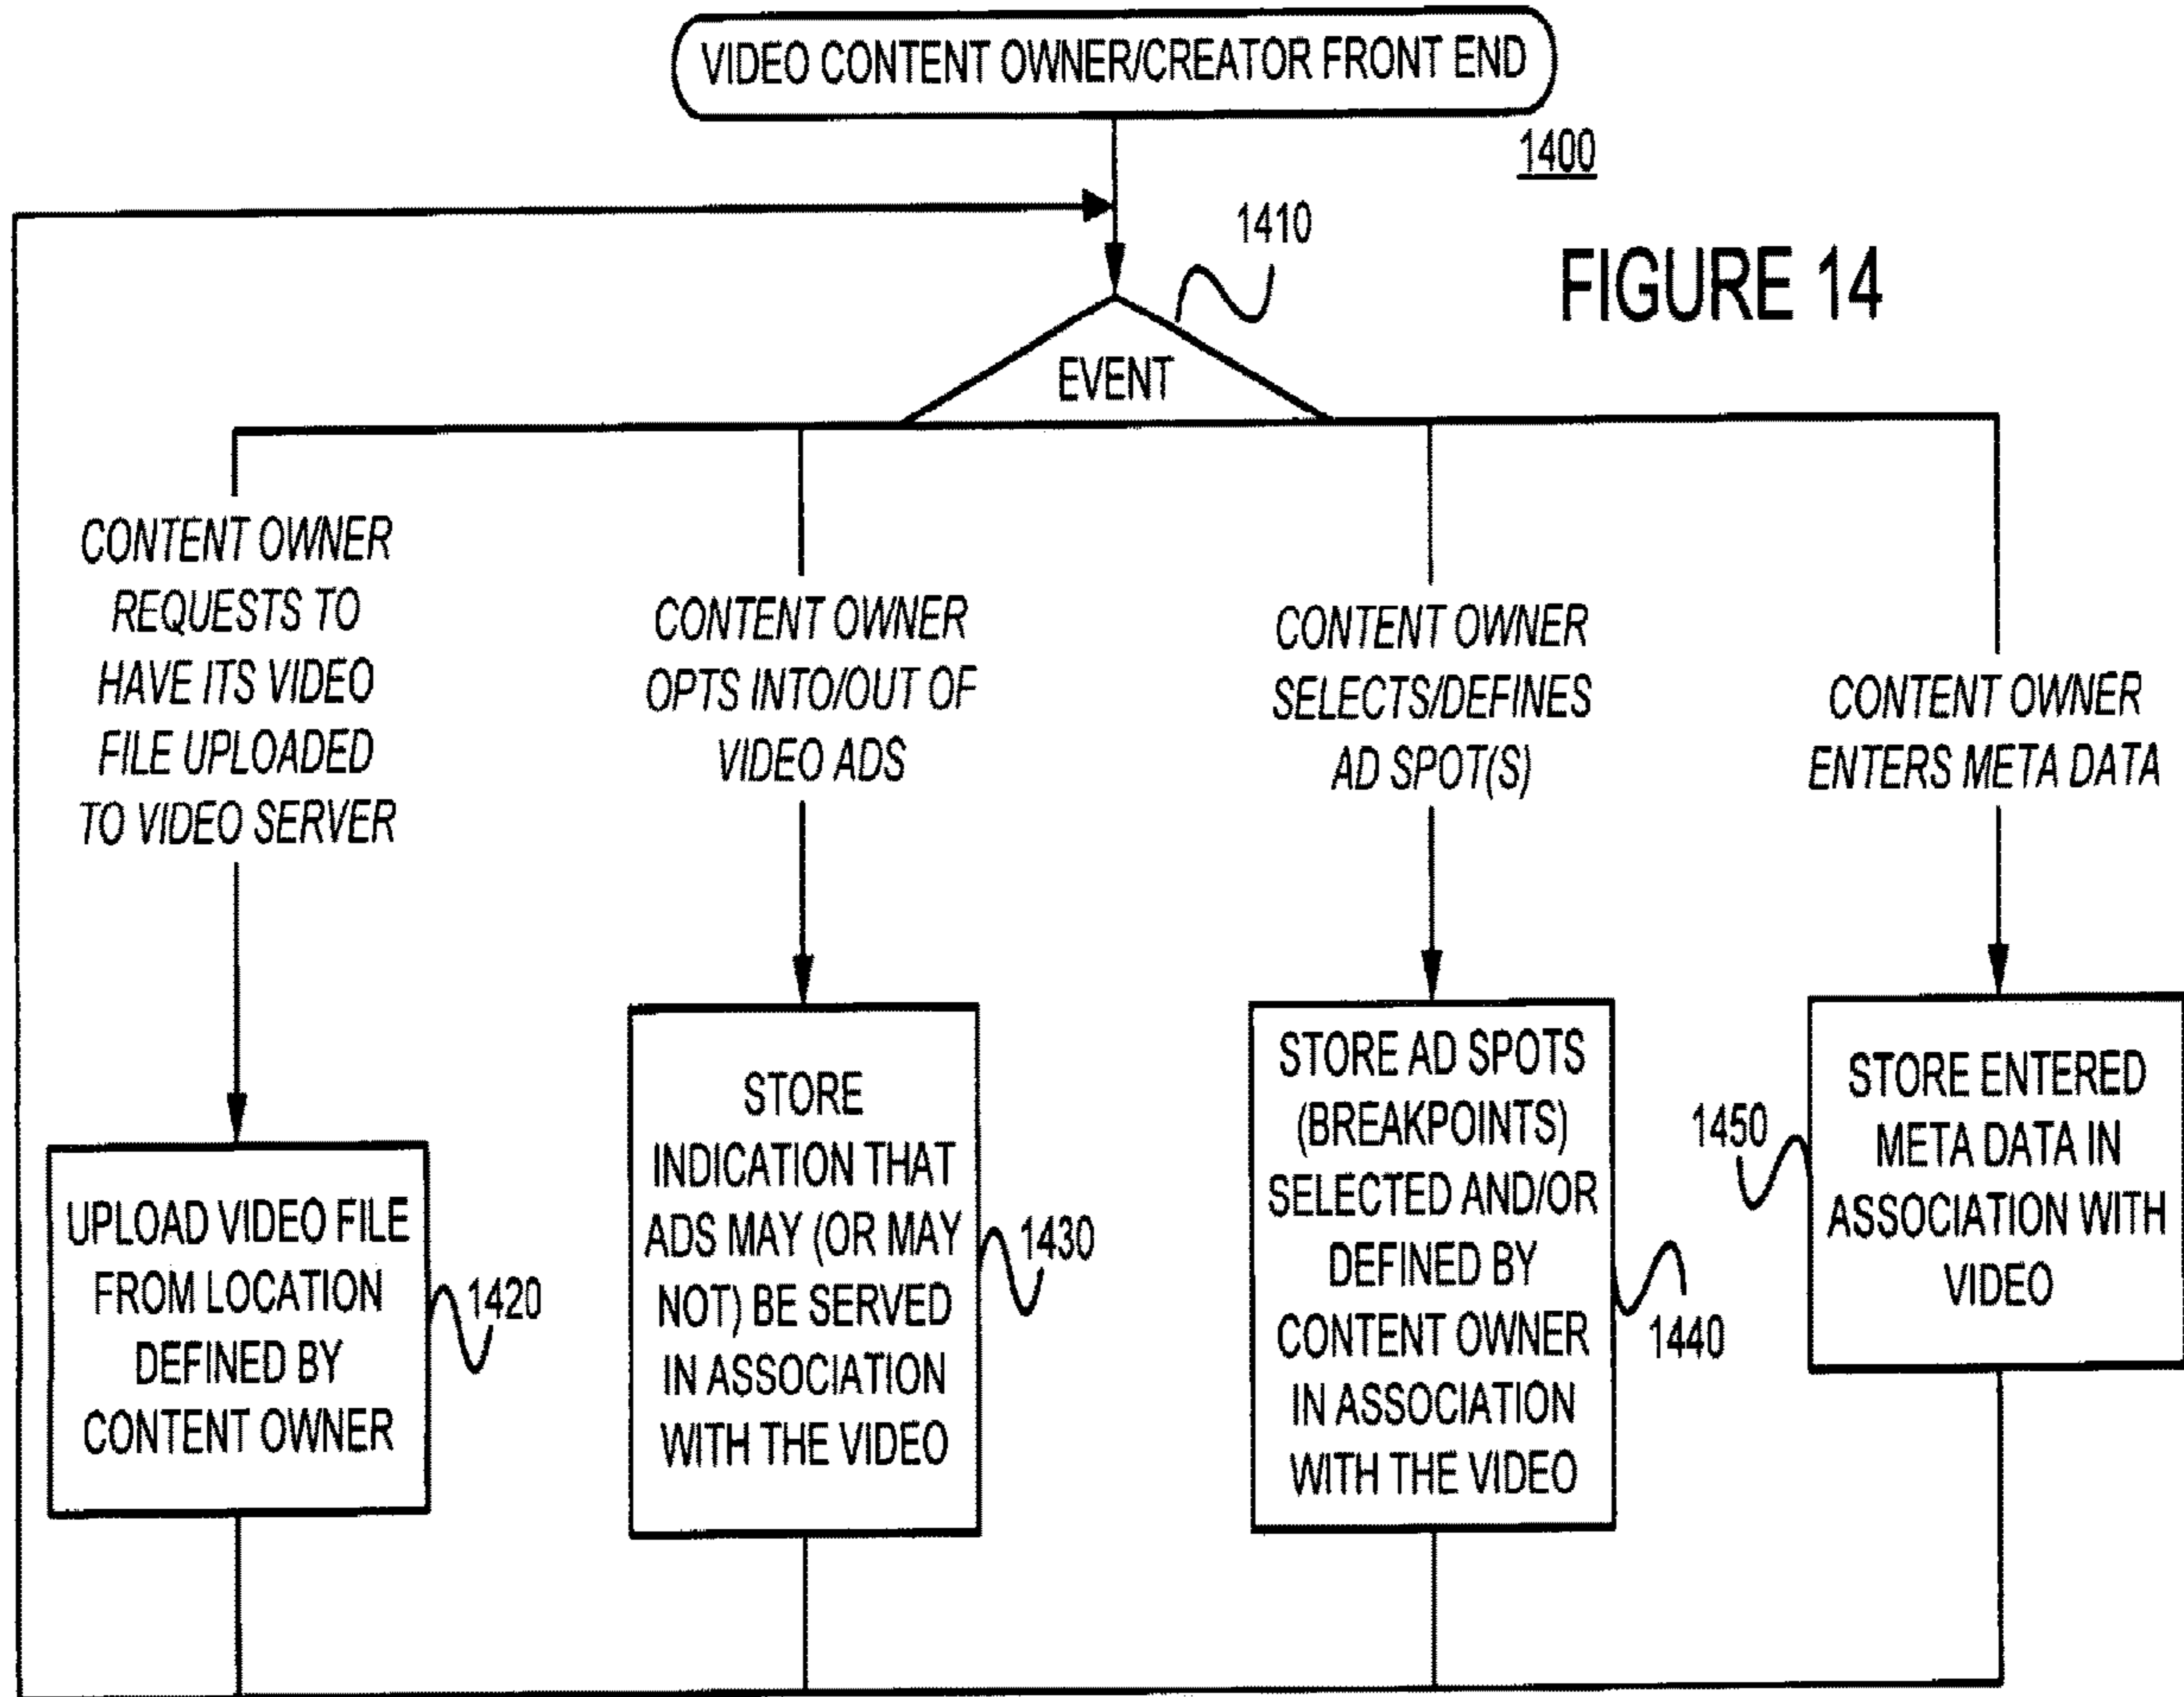 VIDEO CONTENT OWNER/CREATOR FRONT END
1400
1410
FIGURE 14
EVENT
CONTENT OWNER
REQUESTS TO
HAVE ITS VIDEO
FILE UPLOADED
TO VIDEO SERVER
CONTENT OWNER
OPTS INTO/OUT OF
VIDEO ADS
CONTENT OWNER
SELECTS/DEFINES
AD SPOT(S)
CONTENT OWNER
ENTERS META DATA
UPLOAD VIDEO FILE
FROM LOCATION
DEFINED BY
CONTENT OWNER
1420
STORE
INDICATION THAT
ADS MAY (OR MAY
NOT) BE SERVED
IN ASSOCIATION
WITH THE VIDEO
1430
STORE AD SPOTS
(BREAKPOINTS)
SELECTED AND/OR
DEFINED BY
CONTENT OWNER
IN ASSOCIATION
WITH THE VIDEO
1440
1450
STORE ENTERED
META DATA IN
ASSOCIATION WITH
VIDEO